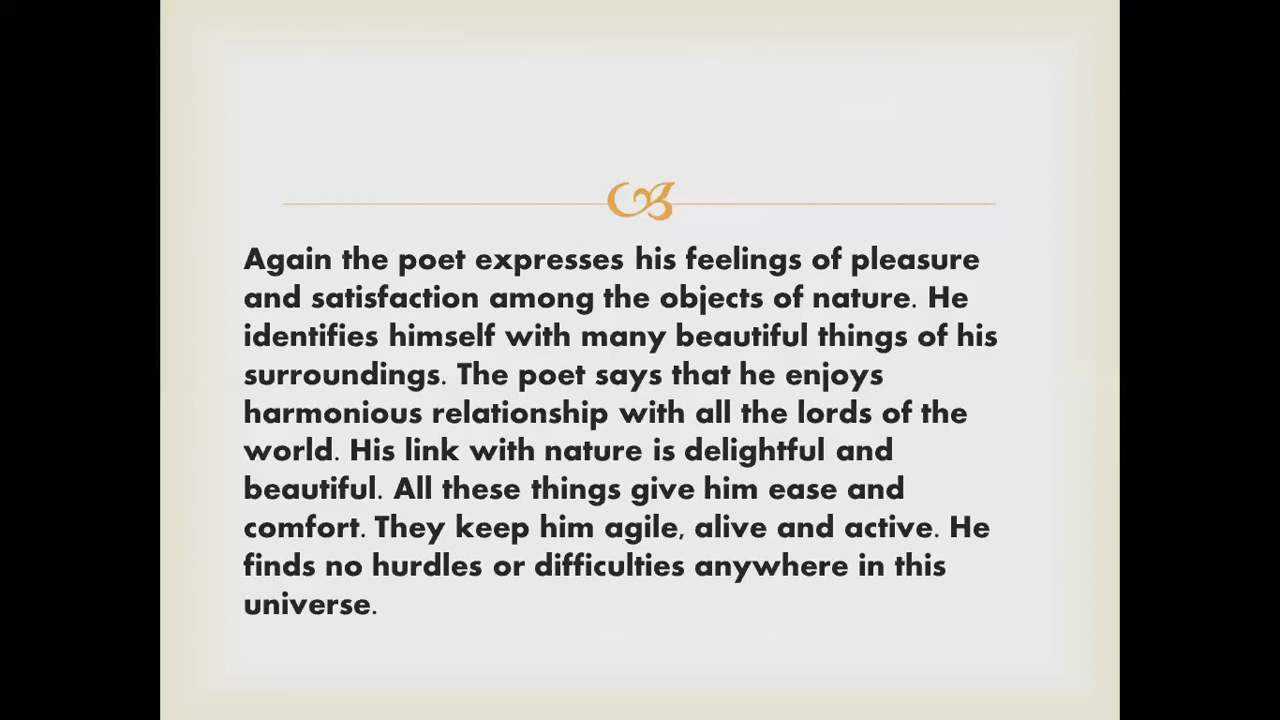 Again the poet expresses his feelings of pleasure
and satisfaction among the objects of nature. He
identifies himself with many beautiful things of his
surroundings. The poet says that he enjoys
harmonious relationship with all the lords of the
world. His link with nature is delightful and
beautiful. All these things give him ease and
comfort. They keep him agile, alive and active. He
finds no hurdles or difficulties anywhere in this
universe.